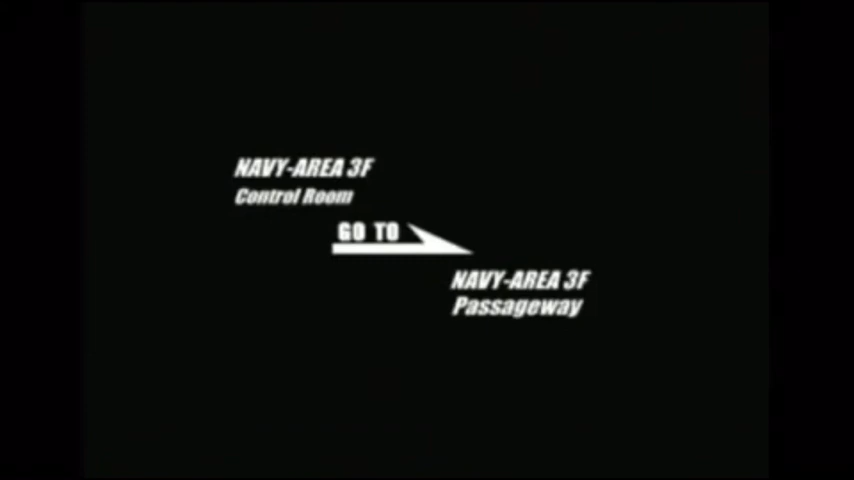 NAVY-AREA 3F
Control Room
GO TO
NAVY-AREA 3F
Passageway